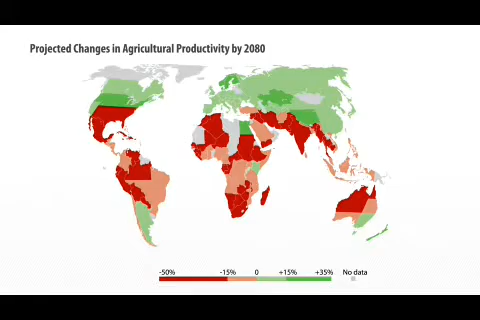 Projected Changes in Agricultural Productivity by 2080
-50% -15% 0 +15% +35% No data